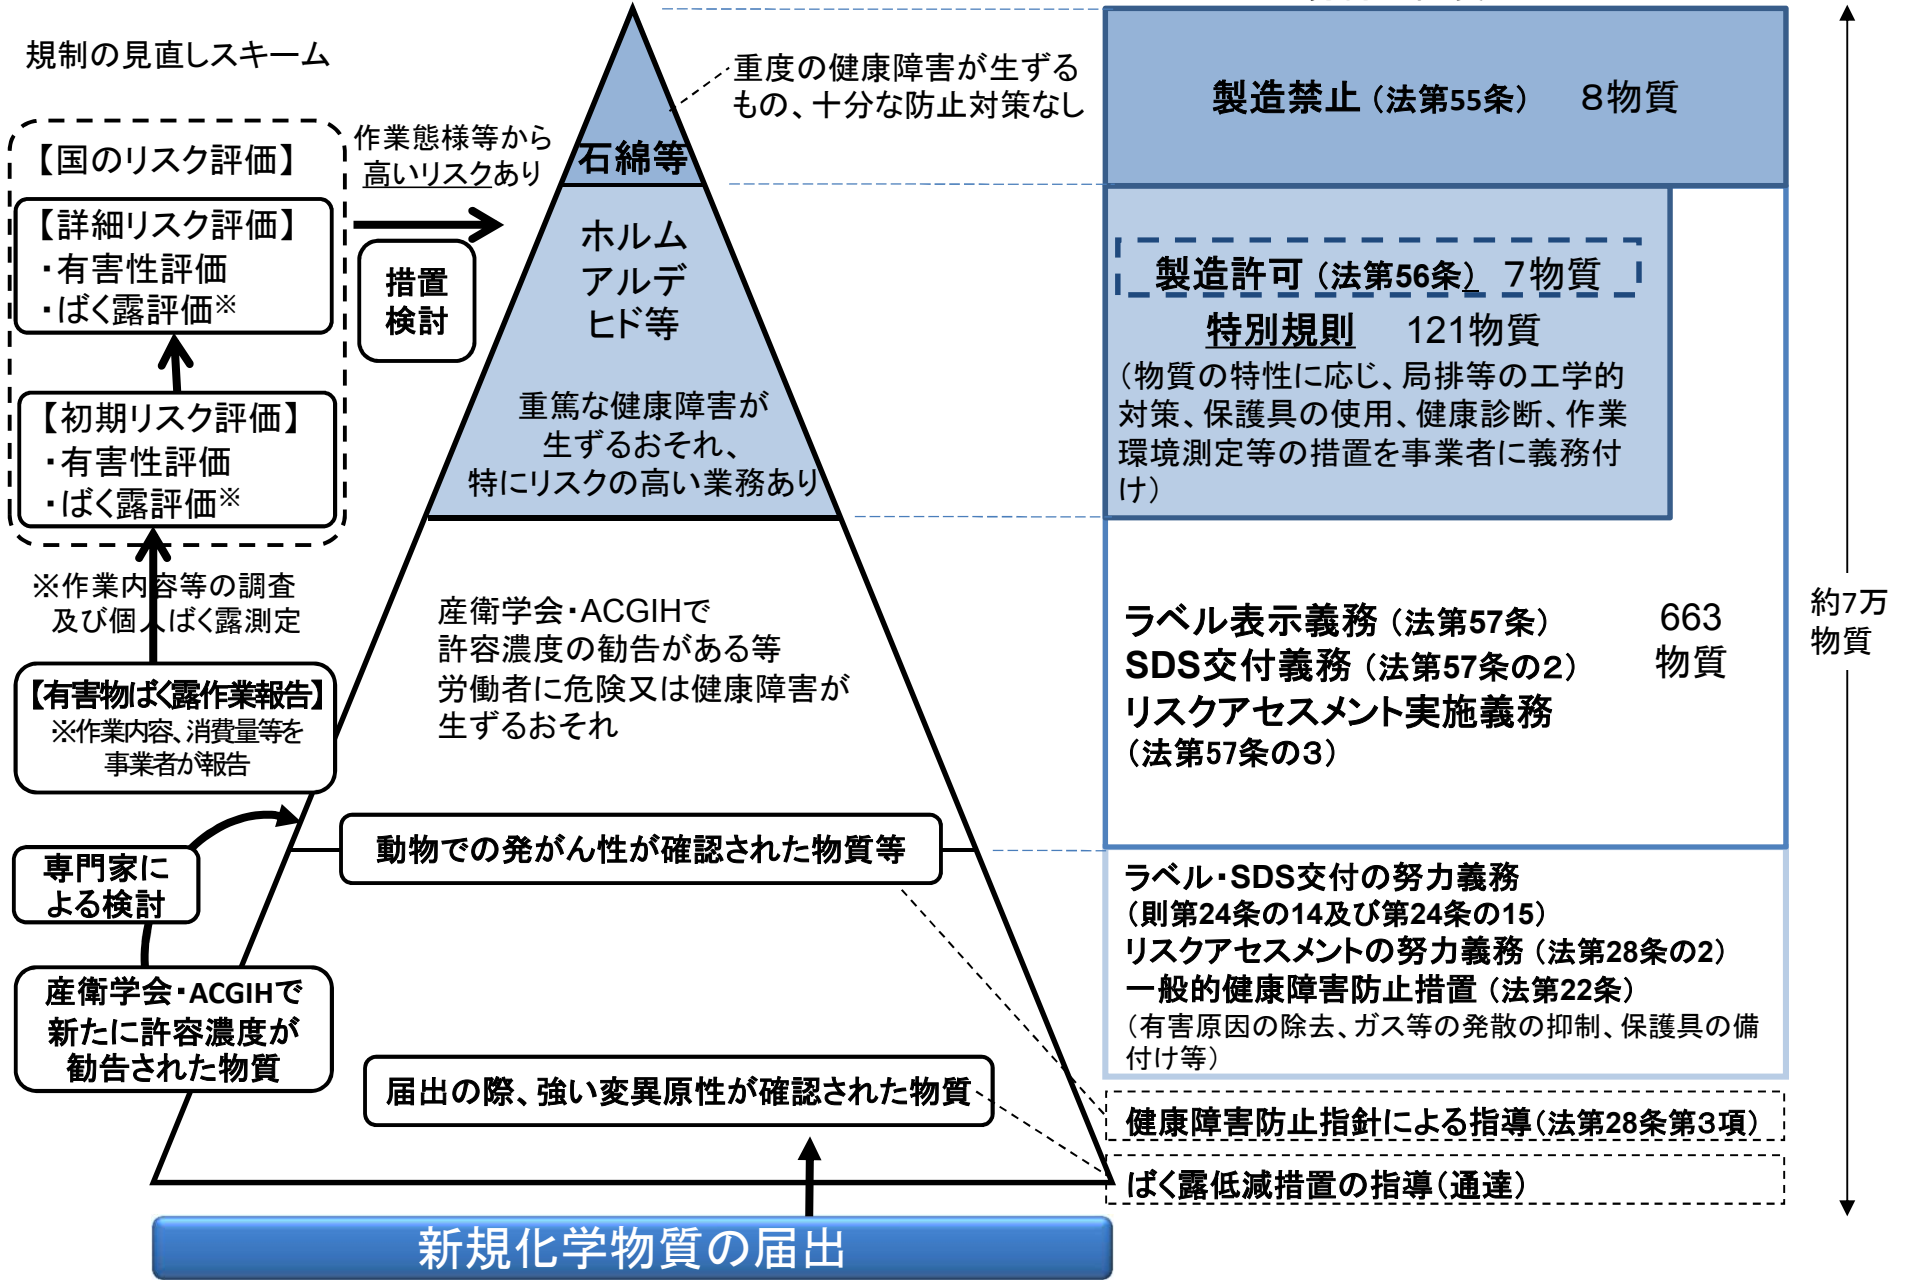 規制の見直しスキーム
【国のリスク評価】
【詳細リスク評価】
・有害性評価
・ばく露評価※
【初期リスク評価】
・有害性評価
・ばく露評価※
※作業内容等の調査
及び個人ばく露測定
【有害物ばく露作業報告】
※作業内容、消費量等を
事業者が報告
専門家に
よる検討
産衛学会・ACGIHで
新たに許容濃度が
勧告された物質
作業態様等から
高いリスクあり
措置
検討
重度の健康障害が生ずる
もの、十分な防止対策なし
石綿等
ホルム
アルデ
ヒド等
重篤な健康障害が
生ずるおそれ、
特にリスクの高い業務あり
産衛学会・ACGIHで
許容濃度の勧告がある等
労働者に危険又は健康障害が
生ずるおそれ
動物での発がん性が確認された物質等
届出の際、強い変異原性が確認された物質
新規化学物質の届出
製造禁止（法第55条）　８物質
製造許可（法第56条）　７物質
特別規則　121物質
（物質の特性に応じ、局排等の工学的
対策、保護具の使用、健康診断、作業
環境測定等の措置を事業者に義務付
け）
ラベル表示義務（法第57条）
SDS交付義務（法第57条の２）
リスクアセスメント実施義務
（法第57条の３）
663
物質
ラベル・SDS交付の努力義務
（則第24条の14及び第24条の15）
リスクアセスメントの努力義務（法第28条の2）
一般的健康障害防止措置（法第22条）
（有害原因の除去、ガス等の発散の抑制、保護具の備
付け等）
健康障害防止指針による指導（法第28条第３項）
ばく露低減措置の指導（通達）
約7万
物質